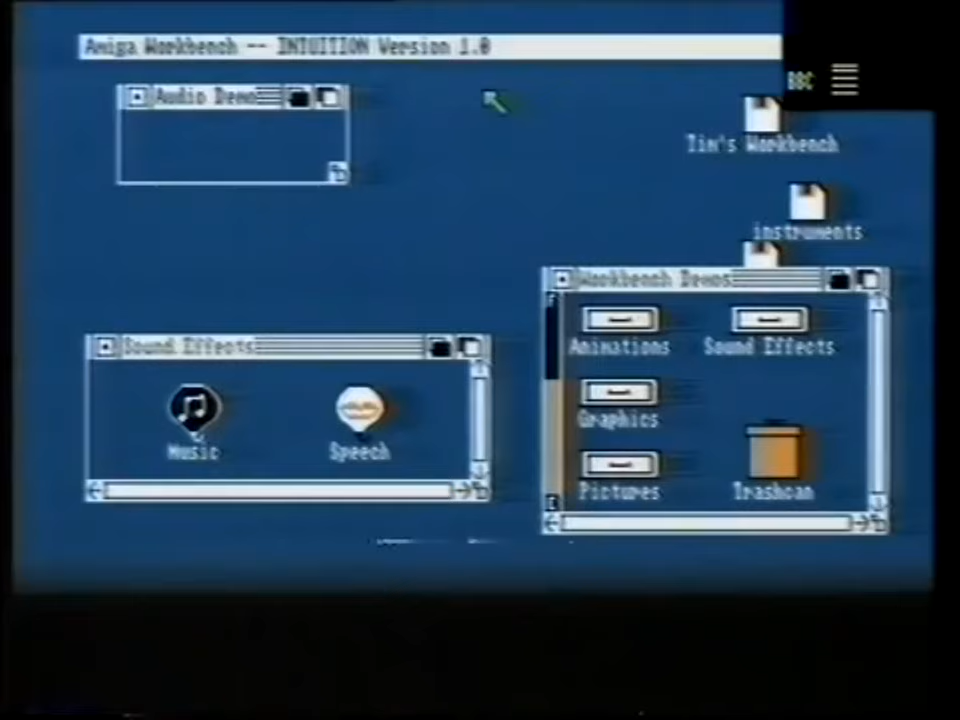 Amiga Workbench -- INTUITION Version 1.0
BBC
Audio Demo
Tim's Workbench
instruments
Workbench Demos
Animations
Sound Effects
Sound Effects
Graphics
Music
Speech
Pictures
Trashcan